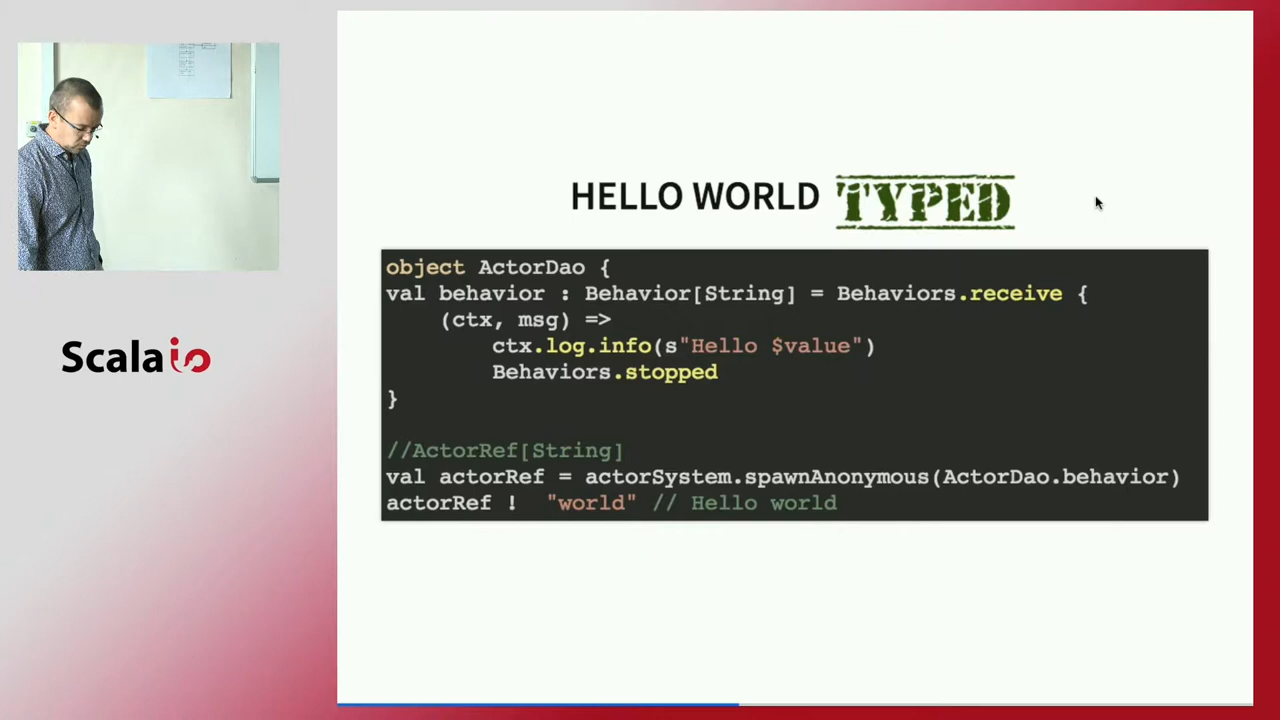 HELLO WORLD TYPED
object ActorDao {
val behavior : Behavior[String] = Behaviors.receive {
    (ctx, msg) =>
        ctx.log.info(s"Hello $value")
        Behaviors.stopped
}
//ActorRef[String]
val actorRef = actorSystem.spawnAnonymous(ActorDao.behavior)
actorRef !  "world" // Hello world
Scala io